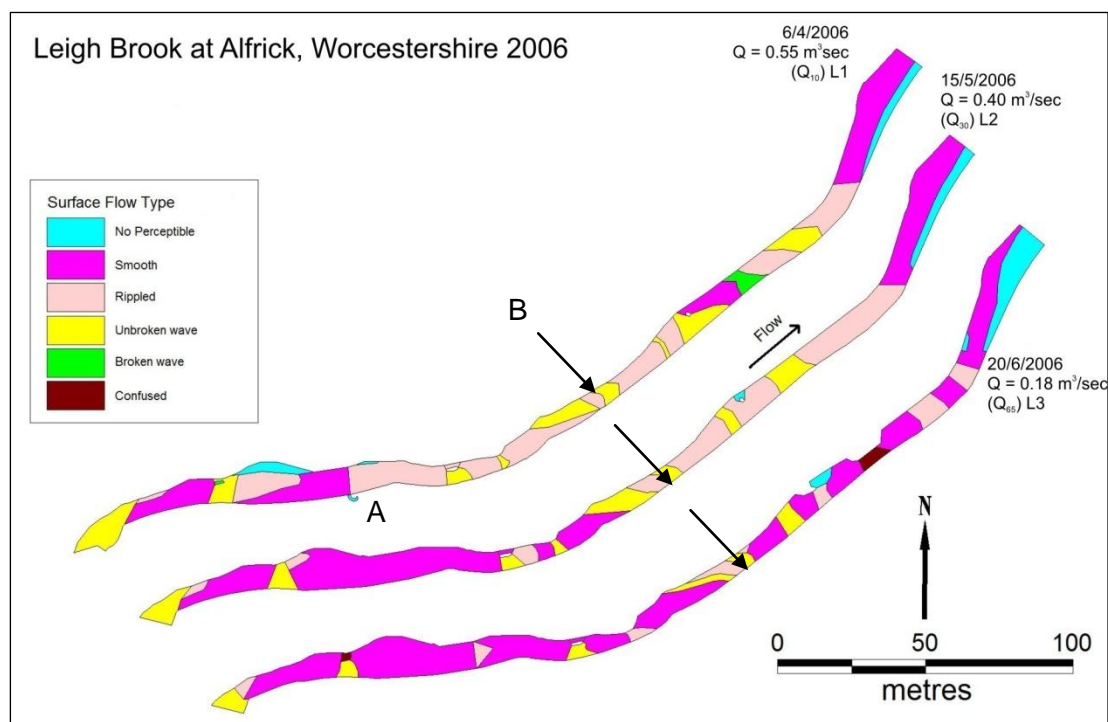 Leigh Brook at Alfrick, Worcestershire 2006
6/4/2006
Q = 0.55 m³sec
(Q₁₀) L1
15/5/2006
Q = 0.40 m³/sec
(Q₃₀) L2
Surface Flow Type
No Perceptible
Smooth
Rippled
Unbroken wave
Broken wave
Confused
B
Flow
20/6/2006
Q = 0.18 m³/sec
(Q₆₅) L3
A
N
0 50 100
metres